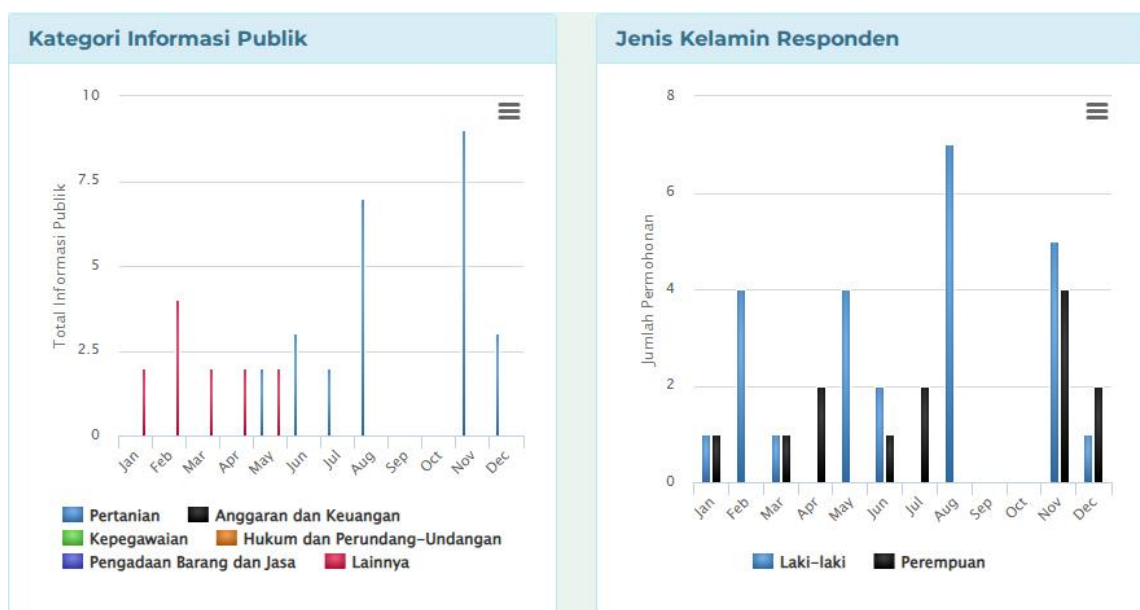 Kategori Informasi Publik
10
7.5
5
2.5
0
Total Informasi Publik
Jan Feb Mar Apr May Jun Jul Aug Sep Oct Nov Dec
Pertanian Anggaran dan Keuangan
Kepegawaian Hukum dan Perundang-Undangan
Pengadaan Barang dan Jasa Lainnya
Jenis Kelamin Responden
8
6
4
2
0
Jumlah Permohonan
Jan Feb Mar Apr May Jun Jul Aug Sep Oct Nov Dec
Laki-laki Perempuan